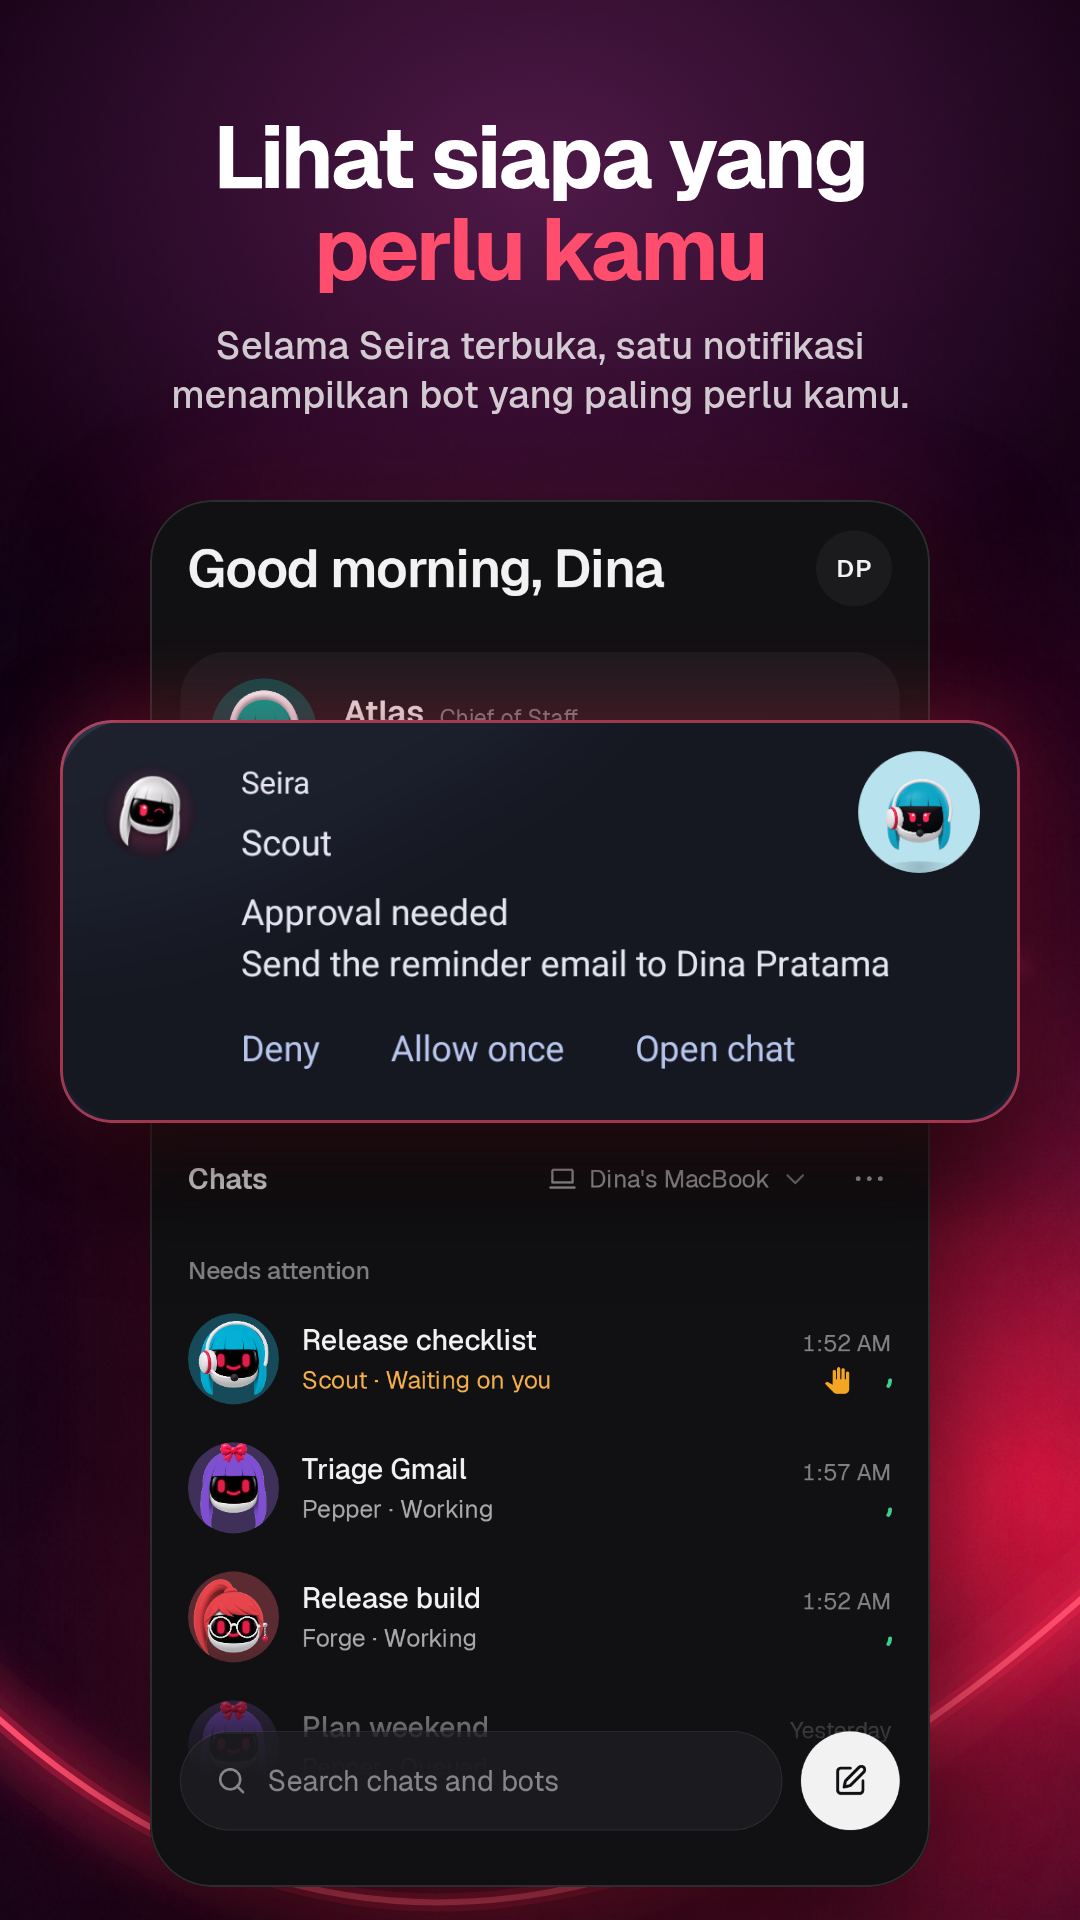 Lihat siapa yang
perlu kamu
Selama Seira terbuka, satu notifikasi
menampilkan bot yang paling perlu kamu.
Good morning, Dina
DP
Atlas Chief of Staff
Seira
Scout
Approval needed
Send the reminder email to Dina Pratama
Deny Allow once Open chat
Chats Dina's MacBook
Needs attention
Release checklist 1:52 AM
Scout · Waiting on you
Triage Gmail 1:57 AM
Pepper · Working
Release build 1:52 AM
Forge · Working
Plan weekend Yesterday
Search chats and bots